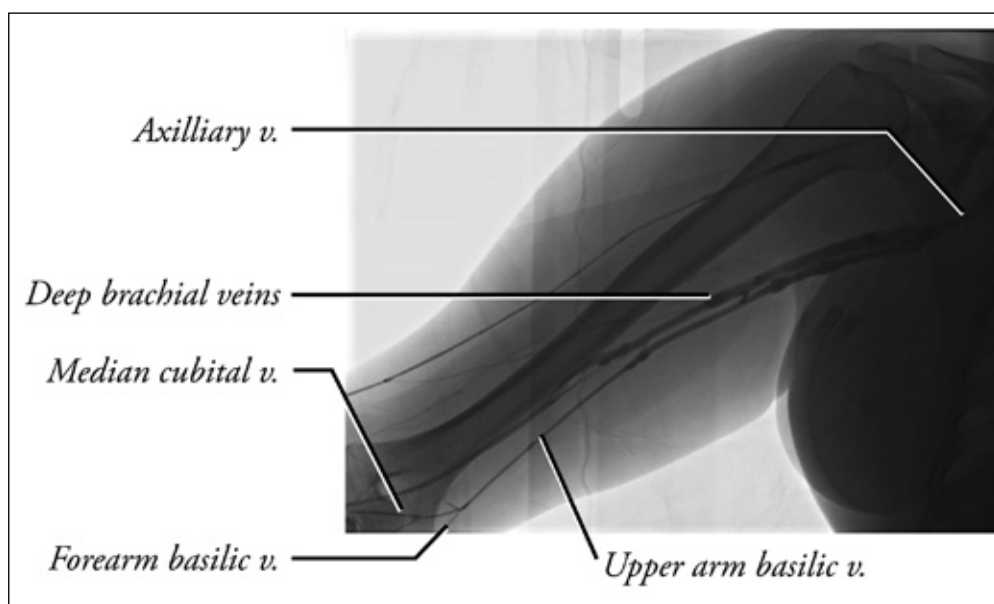 Axilliary v.
Deep brachial veins
Median cubital v.
Forearm basilic v.
Upper arm basilic v.